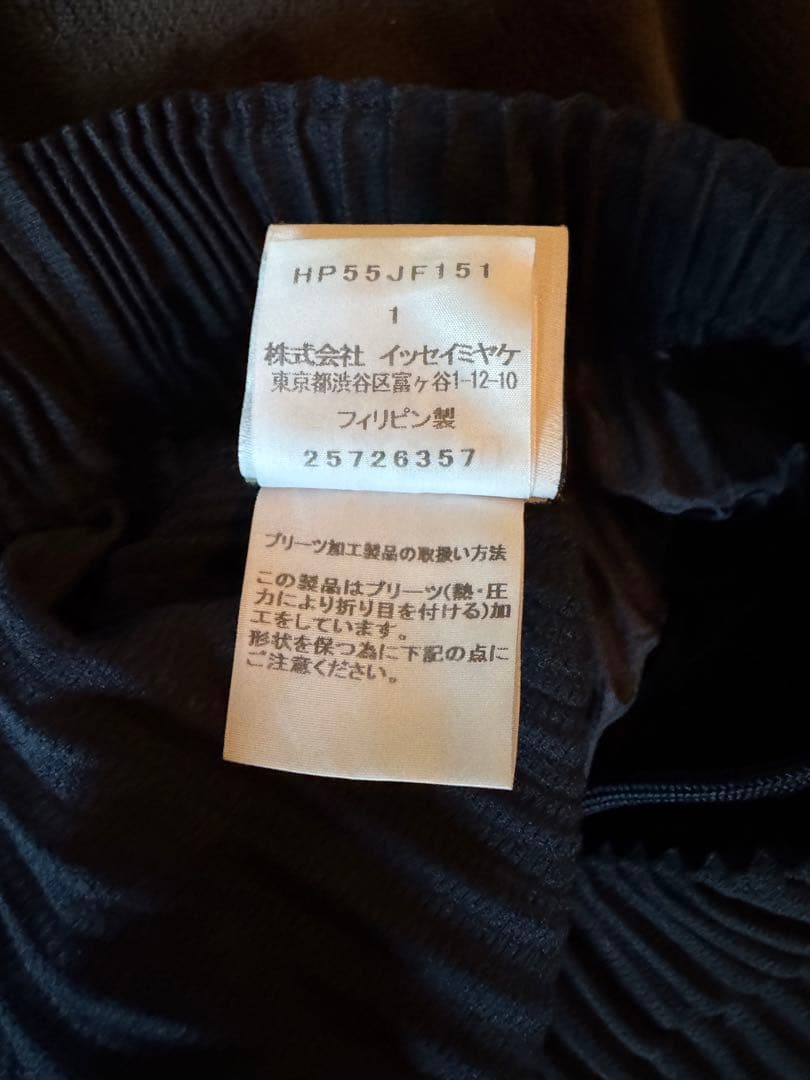 HP55JF151
1
株式会社 イッセイミヤケ
東京都渋谷区富ヶ谷1-12-10
フィリピン製
25726357
プリーツ加工製品の取扱い方法
この製品はプリーツ(熱・圧
力により折り目を付ける)加
工をしています。
形状を保つ為に下記の点に
ご注意ください。